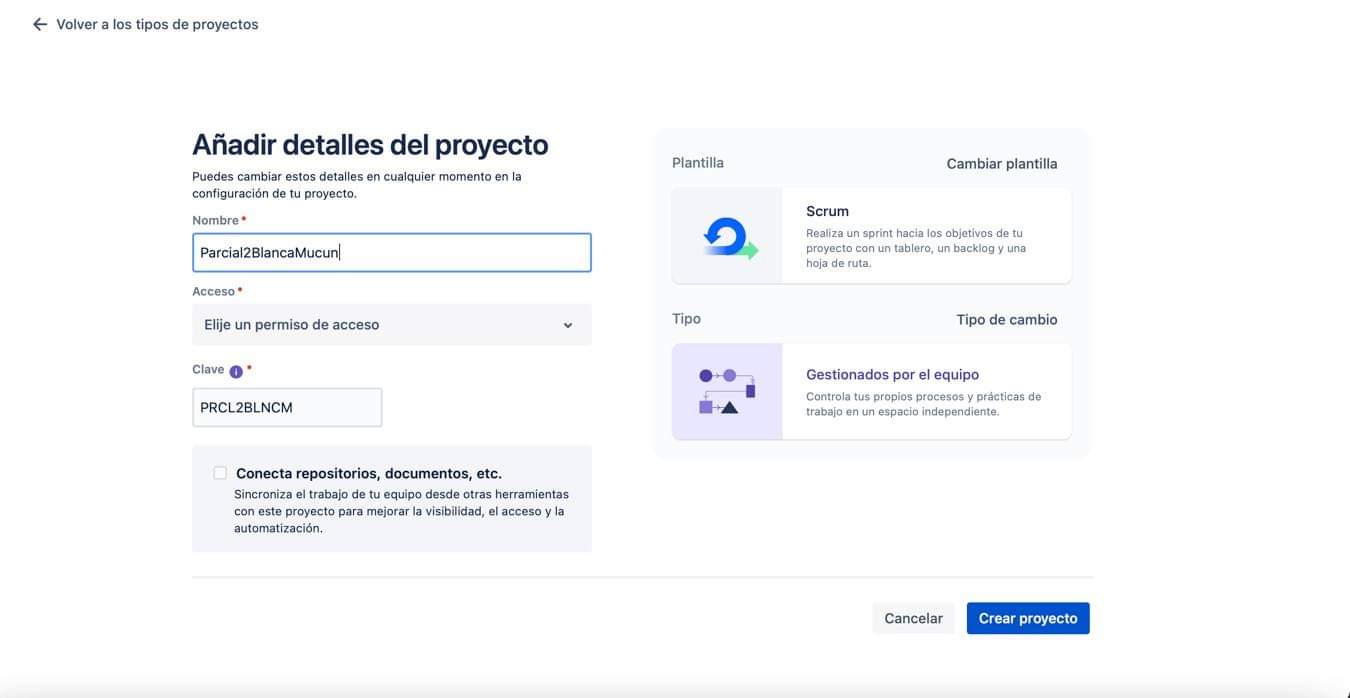 Volver a los tipos de proyectos
Añadir detalles del proyecto
Puedes cambiar estos detalles en cualquier momento en la
configuración de tu proyecto.
Nombre*
Parcial2BlancaMucun
Acceso*
Elije un permiso de acceso
Clave i *
PRCL2BLNCM
Conecta repositorios, documentos, etc.
Sincroniza el trabajo de tu equipo desde otras herramientas
con este proyecto para mejorar la visibilidad, el acceso y la
automatización.
Plantilla
Cambiar plantilla
Scrum
Realiza un sprint hacia los objetivos de tu
proyecto con un tablero, un backlog y una
hoja de ruta.
Tipo
Tipo de cambio
Gestionados por el equipo
Controla tus propios procesos y prácticas de
trabajo en un espacio independiente.
Cancelar
Crear proyecto